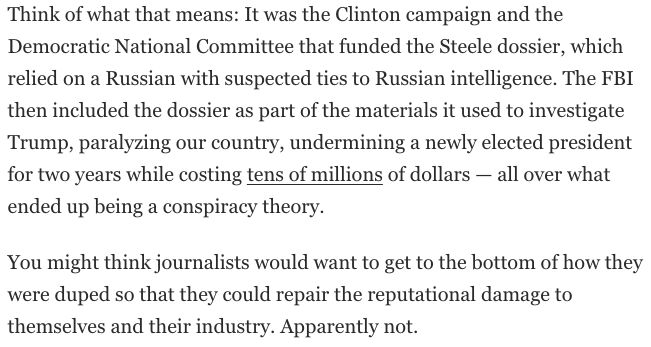 Think of what that means: It was the Clinton campaign and the
Democratic National Committee that funded the Steele dossier, which
relied on a Russian with suspected ties to Russian intelligence. The FBI
then included the dossier as part of the materials it used to investigate
Trump, paralyzing our country, undermining a newly elected president
for two years while costing tens of millions of dollars — all over what
ended up being a conspiracy theory.
You might think journalists would want to get to the bottom of how they
were duped so that they could repair the reputational damage to
themselves and their industry. Apparently not.